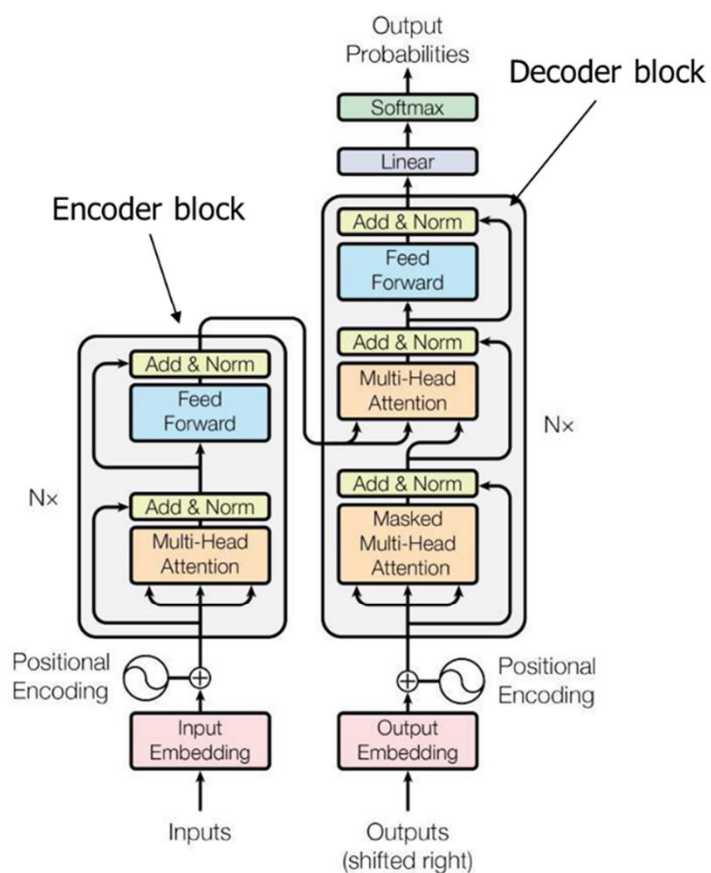 Output
Probabilities
Decoder block
Softmax
Linear
Encoder block
Add & Norm
Feed
Forward
Add & Norm
Multi-Head
Attention
Nx
Add & Norm
Masked
Multi-Head
Attention
Add & Norm
Feed
Forward
Nx
Add & Norm
Multi-Head
Attention
Positional
Encoding
Positional
Encoding
Input
Embedding
Output
Embedding
Inputs
Outputs
(shifted right)